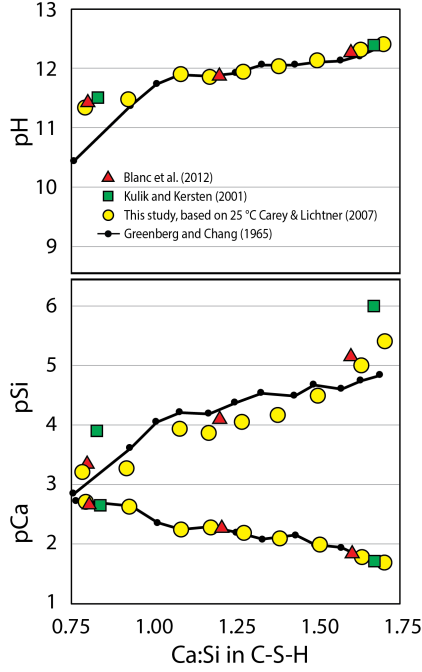 13
12
11
10
9
pH
Blanc et al. (2012)
Kulik and Kersten (2001)
This study, based on 25 °C Carey & Lichtner (2007)
Greenberg and Chang (1965)
6
5
4
3
2
1
pSi
pCa
0.75 1.00 1.25 1.50 1.75
Ca:Si in C-S-H